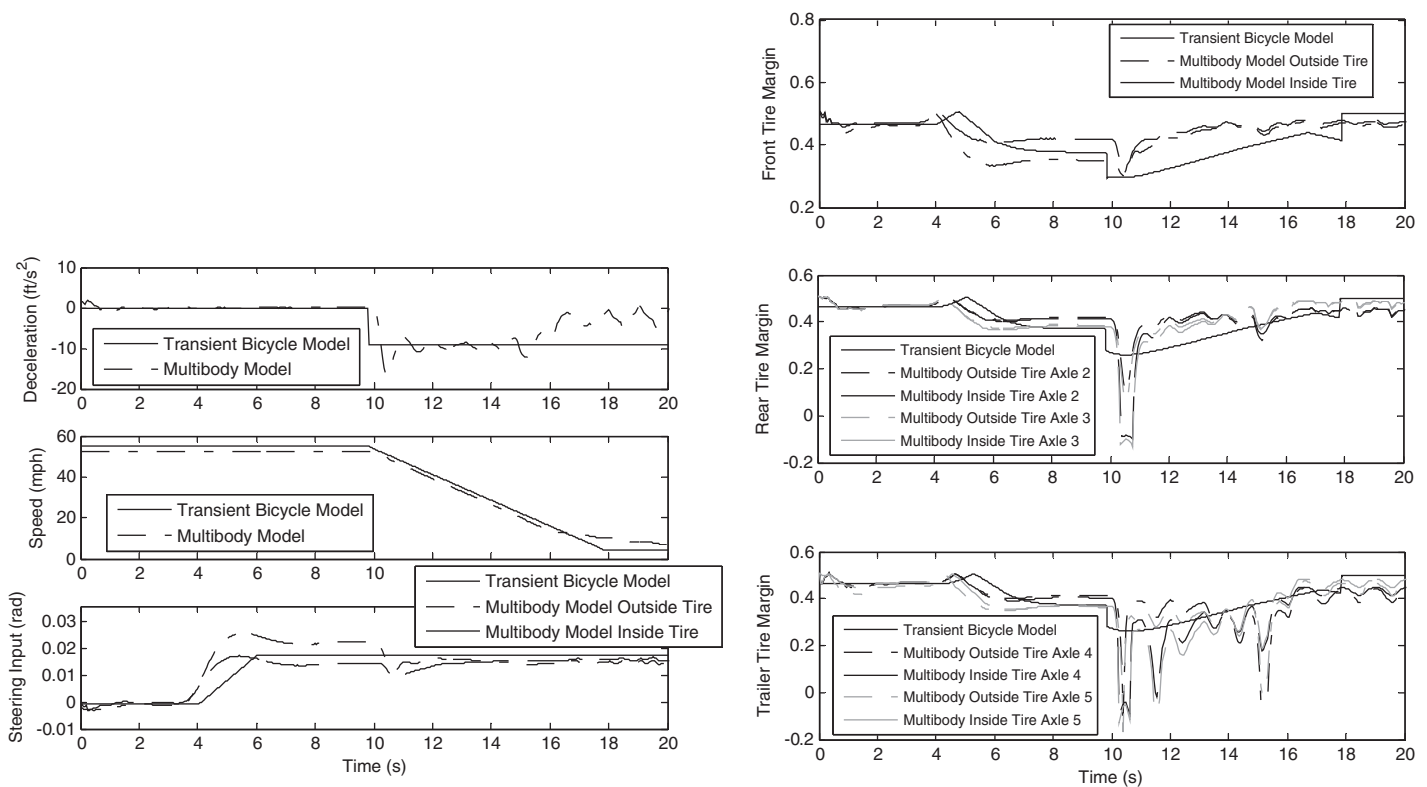 10
0
-10
-20
Deceleration (ft/s2)
0 2 4 6 8 10 12 14 16 18 20
Transient Bicycle Model
Multibody Model
60
40
20
0
Speed (mph)
0 2 4 6 8 10
Transient Bicycle Model
Multibody Model
Transient Bicycle Model
Multibody Model Outside Tire
Multibody Model Inside Tire
0.03
0.02
0.01
0
-0.01
Steering Input (rad)
0 2 4 6 8 10 12 14 16 18 20
Time (s)
0.8
0.6
0.4
0.2
Front Tire Margin
Transient Bicycle Model
Multibody Model Outside Tire
Multibody Model Inside Tire
0 2 4 6 8 10 12 14 16 18 20
0.6
0.4
0.2
0
-0.2
Rear Tire Margin
Transient Bicycle Model
Multibody Outside Tire Axle 2
Multibody Inside Tire Axle 2
Multibody Outside Tire Axle 3
Multibody Inside Tire Axle 3
0 2 4 6 8 10 12 14 16 18 20
0.6
0.4
0.2
0
-0.2
Trailer Tire Margin
Transient Bicycle Model
Multibody Outside Tire Axle 4
Multibody Inside Tire Axle 4
Multibody Outside Tire Axle 5
Multibody Inside Tire Axle 5
0 2 4 6 8 10 12 14 16 18 20
Time (s)